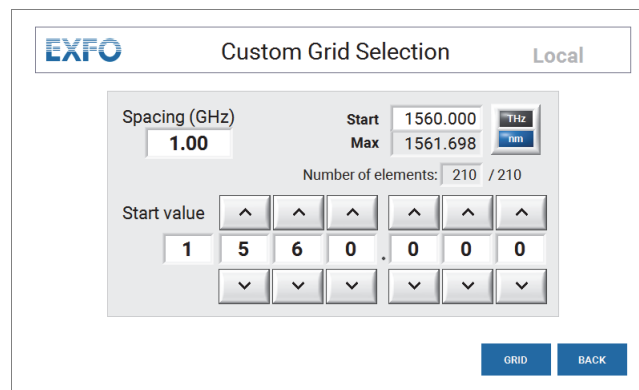 EXFO Custom Grid Selection Local
Spacing (GHz)
1.00
Start 1560.000
Max 1561.698
THz
nm
Number of elements: 210 / 210
Start value
1 5 6 0 . 0 0 0
GRID BACK